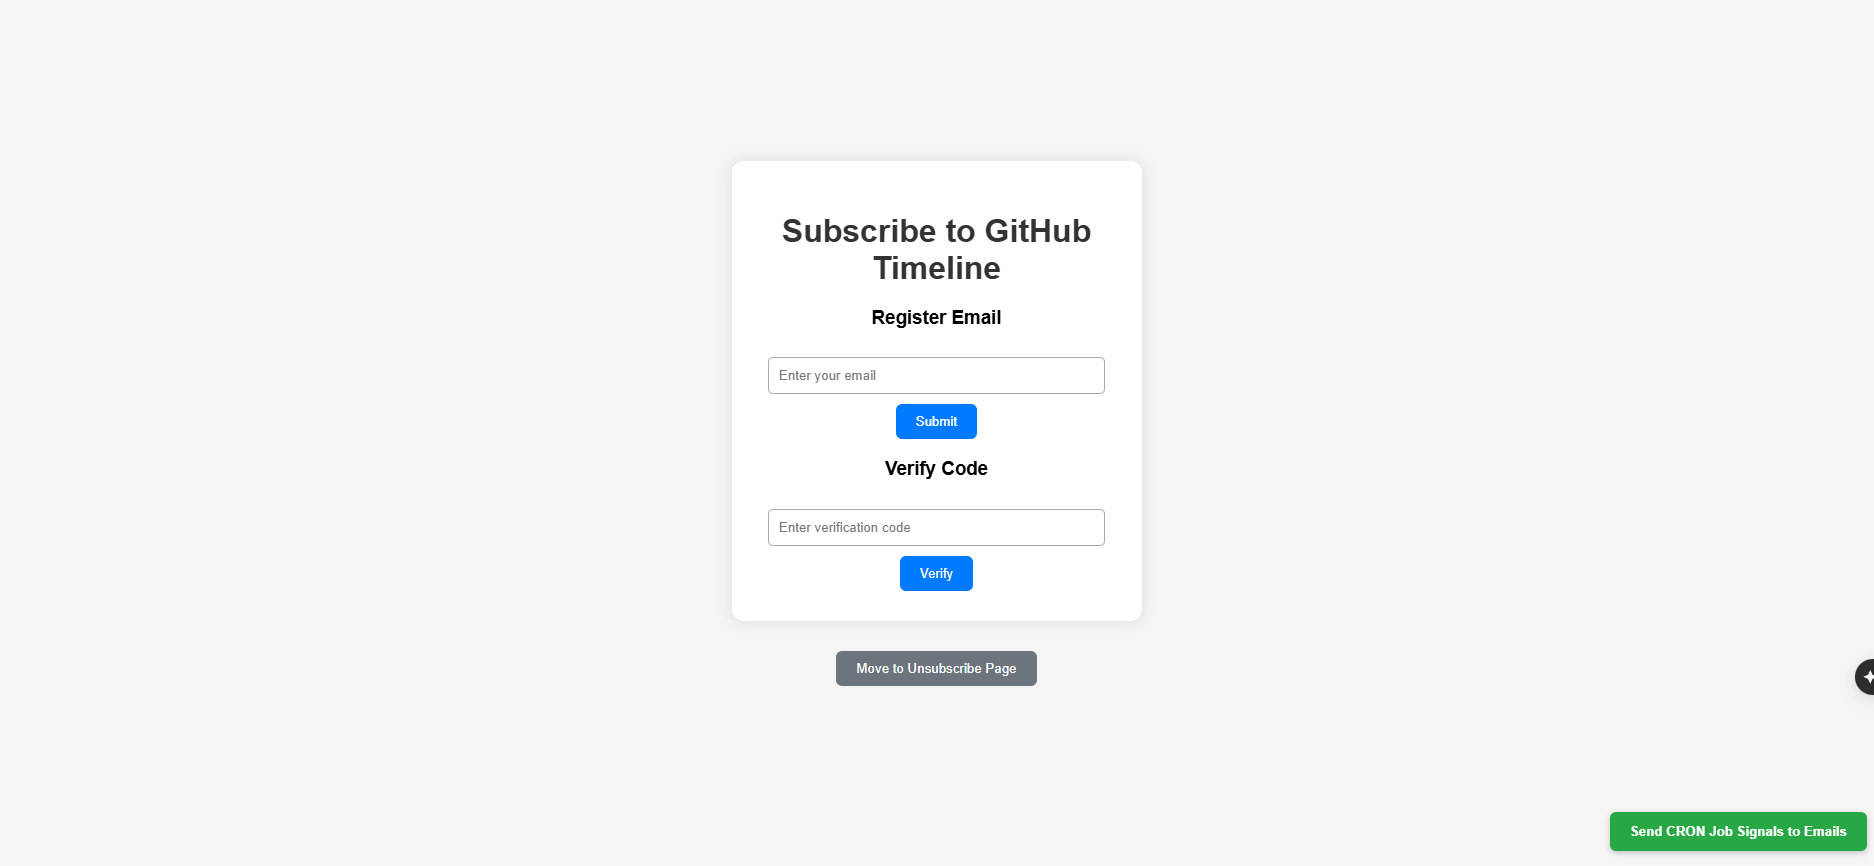 Subscribe to GitHub
Timeline
Register Email
Enter your email
Submit
Verify Code
Enter verification code
Verify
Move to Unsubscribe Page
Send CRON Job Signals to Emails